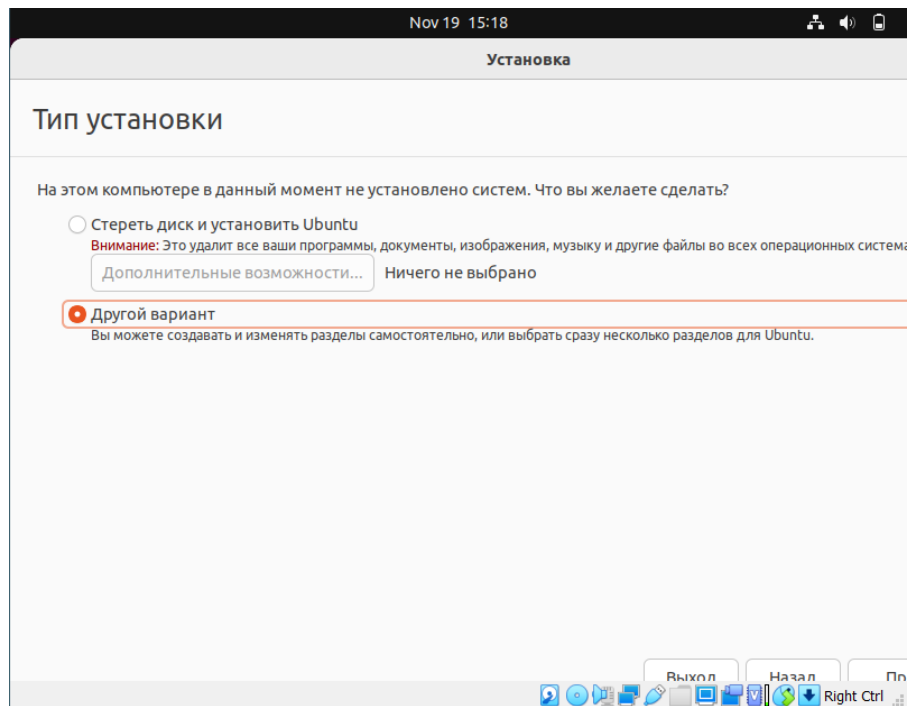 Nov 19 15:18
Установка
Тип установки
На этом компьютере в данный момент не установлено систем. Что вы желаете сделать?
Стереть диск и установить Ubuntu
Внимание: Это удалит все ваши программы, документы, изображения, музыку и другие файлы во всех операционных система
Дополнительные возможности... Ничего не выбрано
Другой вариант
Вы можете создавать и изменять разделы самостоятельно, или выбрать сразу несколько разделов для Ubuntu.
Выход Назад Пр
Right Ctrl